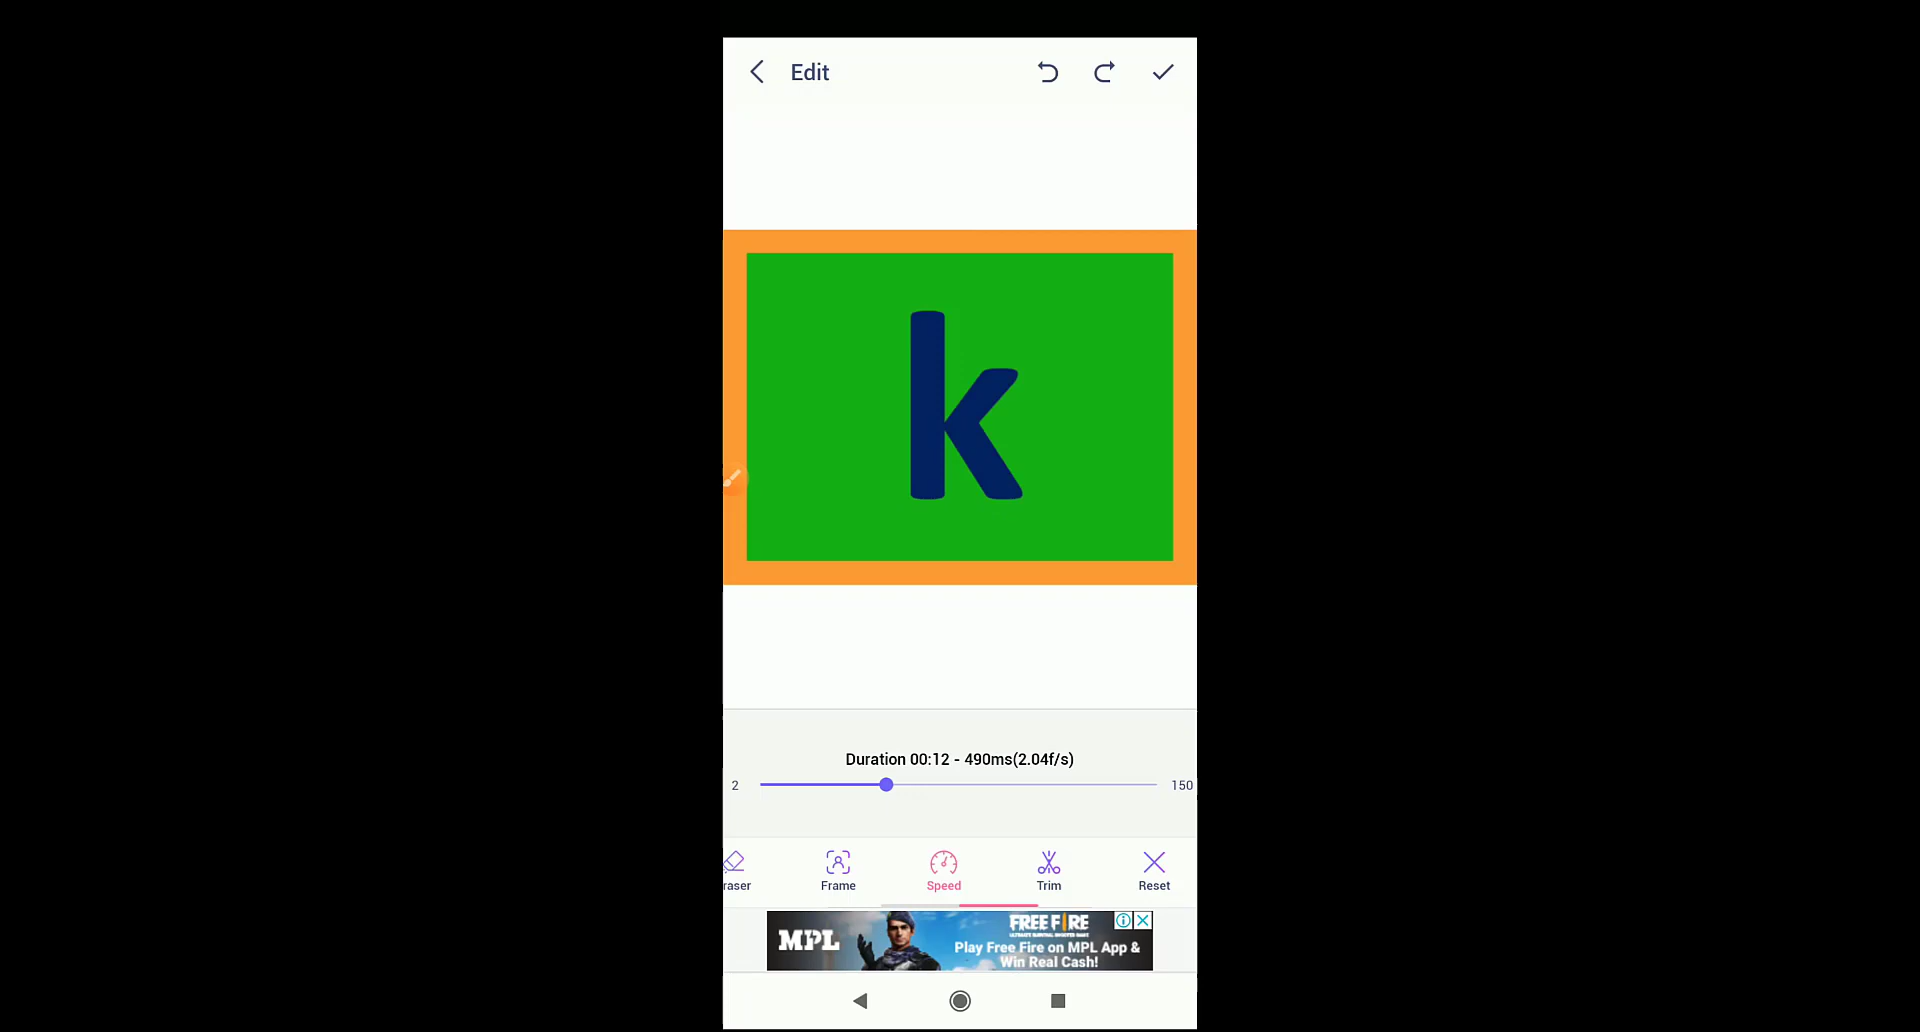 Edit
k
Duration 00:12 - 490ms(2.04f/s)
2
150
raser
Frame
Speed
Trim
Reset
MPL
FREE FIRE
Play Free Fire on MPL App &
Win Real Cash!